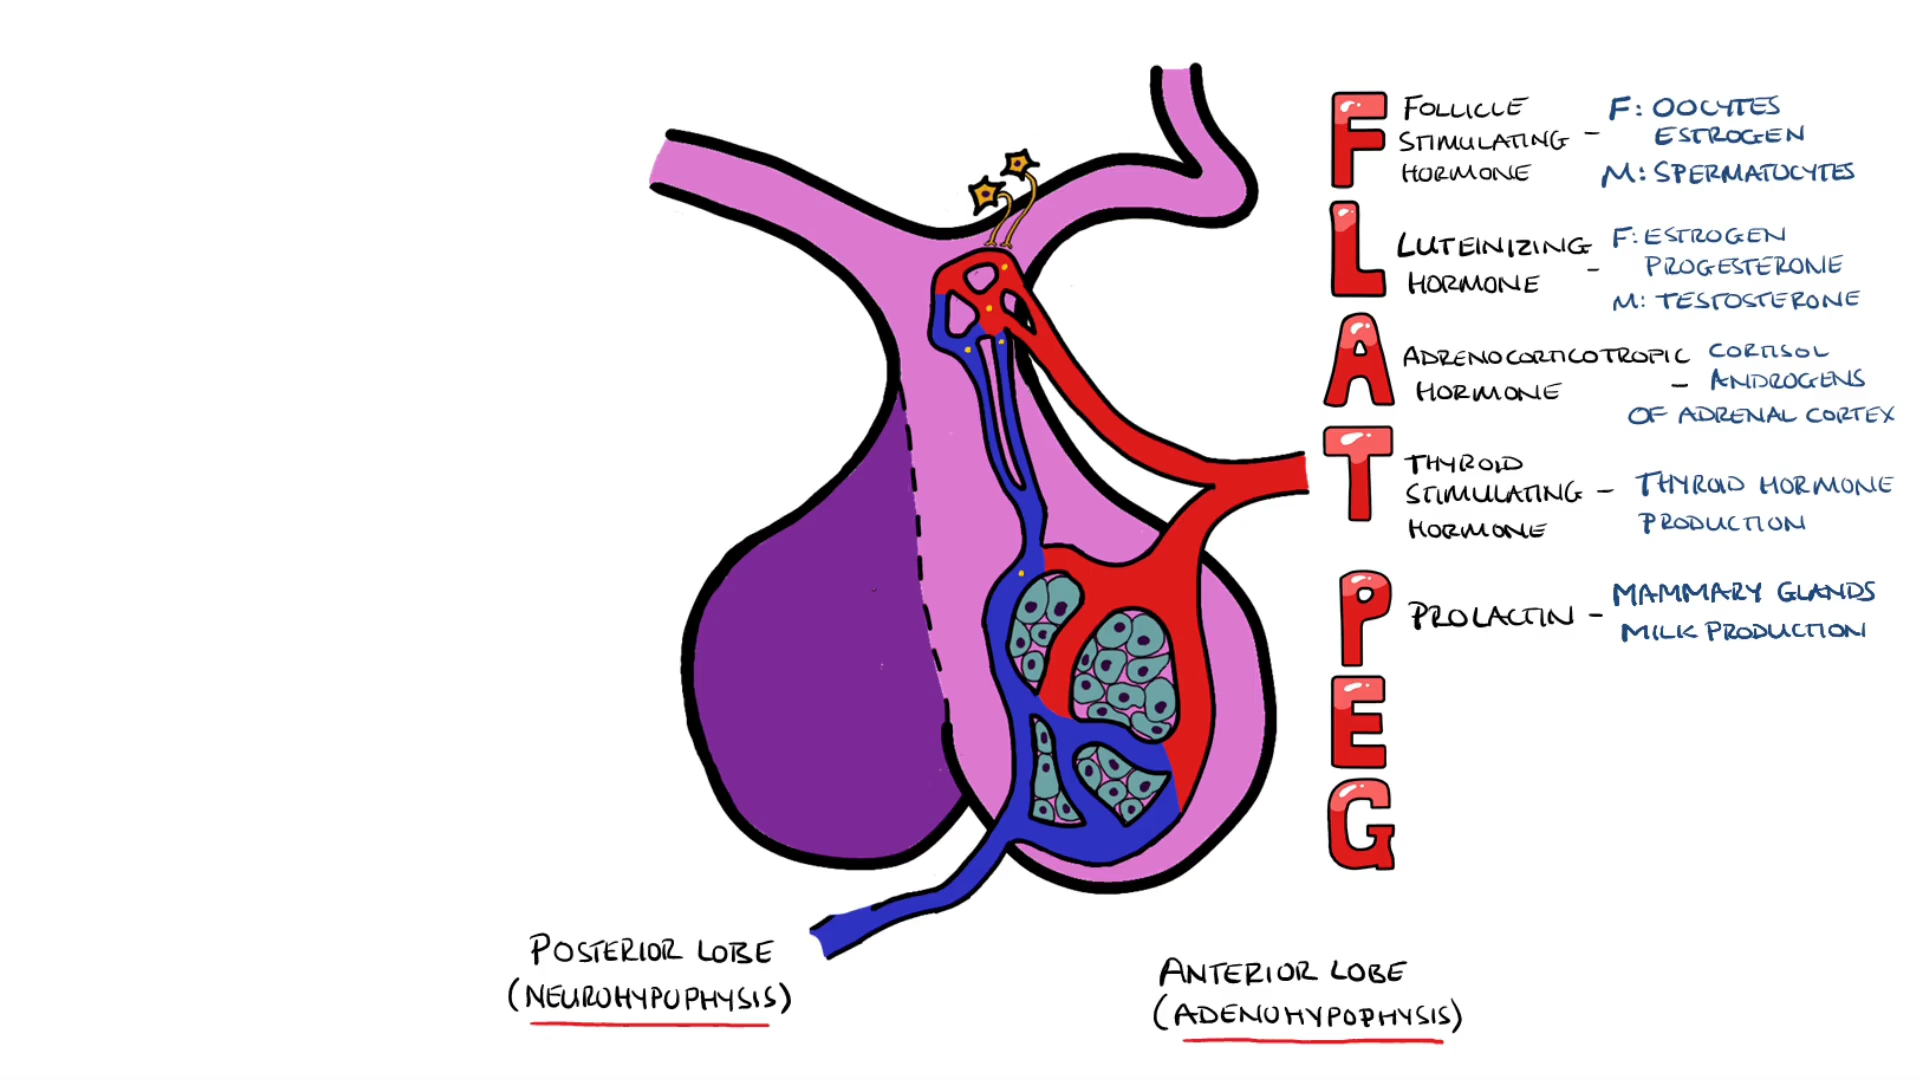 F
FOLLICLE
STIMULATING -
HORMONE
F: OOCYTES
ESTROGEN
M: SPERMATOCYTES
L
LUTEINIZING
HORMONE -
F: ESTROGEN
PROGESTERONE
M: TESTOSTERONE
A
ADRENOCORTICOTROPIC
HORMONE -
CORTISOL
ANDROGENS
OF ADRENAL CORTEX
T
THYROID
STIMULATING -
HORMONE
THYROID HORMONE
PRODUCTION
P
PROLACTIN -
MAMMARY GLANDS
MILK PRODUCTION
E
G
POSTERIOR LOBE
(NEUROHYPOPHYSIS)
ANTERIOR LOBE
(ADENOHYPOPHYSIS)